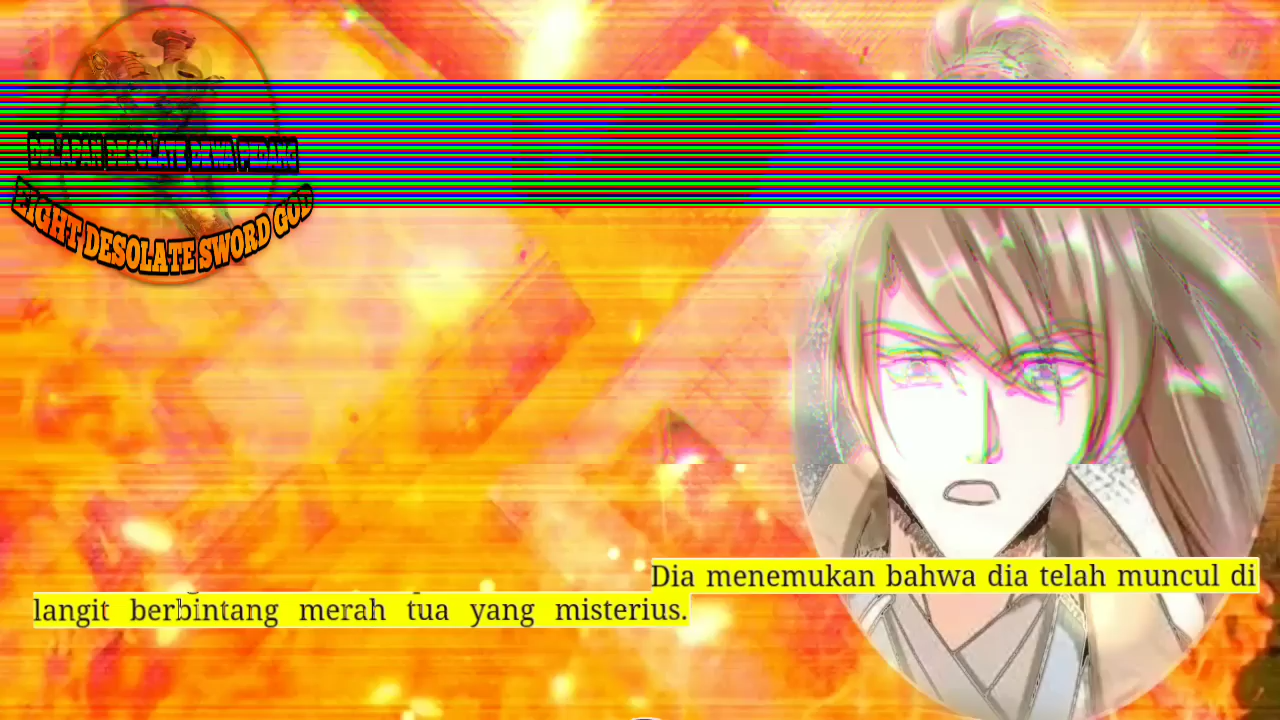 EIGHT DESOLATE SWORD GOD
Dia menemukan bahwa dia telah muncul di
langit berbintang merah tua yang misterius.